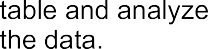 table and analyze
the data.